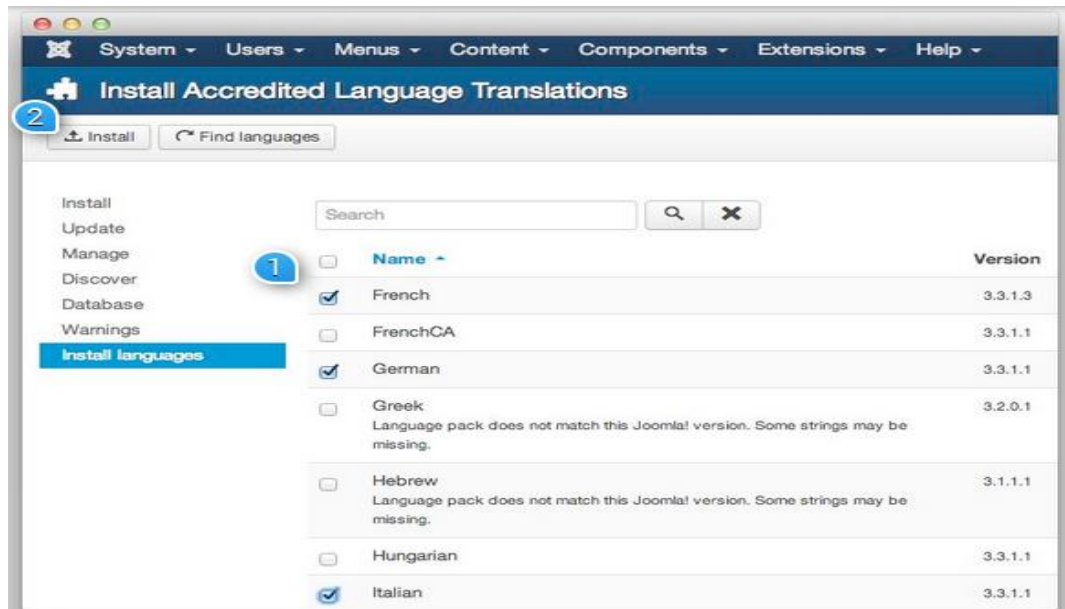 System Users Menus Content Components Extensions Help
Install Accredited Language Translations
2
Install Find languages
Install
Update
Manage
Discover
Database
Warnings
Install languages
Search
1
Name Version
French 3.3.1.3
FrenchCA 3.3.1.1
German 3.3.1.1
Greek 3.2.0.1
Language pack does not match this Joomla! version. Some strings may be
missing.
Hebrew 3.1.1.1
Language pack does not match this Joomla! version. Some strings may be
missing.
Hungarian 3.3.1.1
Italian 3.3.1.1